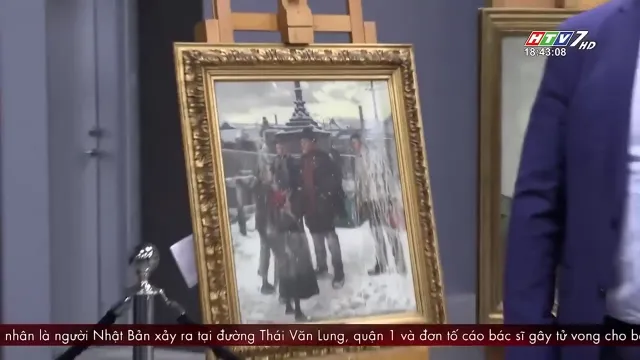 HTV7 HD
18:43:08
nhân là người Nhật Bản xảy ra tại đường Thái Văn Lung, quận 1 và đơn tố cáo bác sĩ gây tử vong cho b